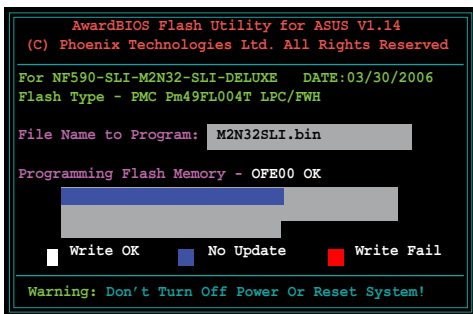 AwardBIOS Flash Utility for ASUS V1.14
(C) Phoenix Technologies Ltd. All Rights Reserved
For NF590-SLI-M2N32-SLI-DELUXE DATE:03/30/2006
Flash Type - PMC Pm49FL004T LPC/FWH
File Name to Program: M2N32SLI.bin
Programming Flash Memory - OFE00 OK
Write OK No Update Write Fail
Warning: Don't Turn Off Power Or Reset System!